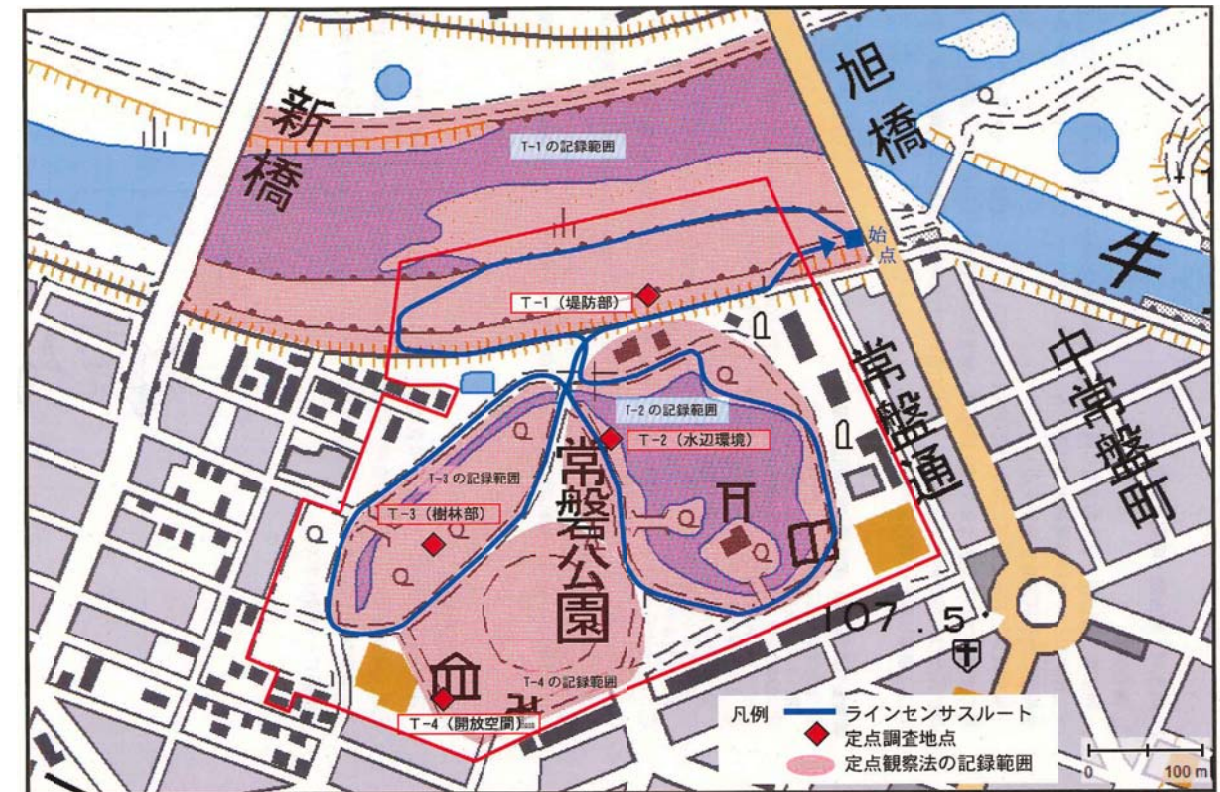 新橋
旭橋
T-1の記録範囲
始点
牛
T-1（堤防部）
常盤通
中常盤町
T-2の記録範囲
T-2（水辺環境）
常盤公園
T-3の記録範囲
T-3（樹林部）
107.5
T-4の記録範囲
T-4（開放空間）
凡例
ラインセンサスルート
定点調査地点
定点観察法の記録範囲
0 100m